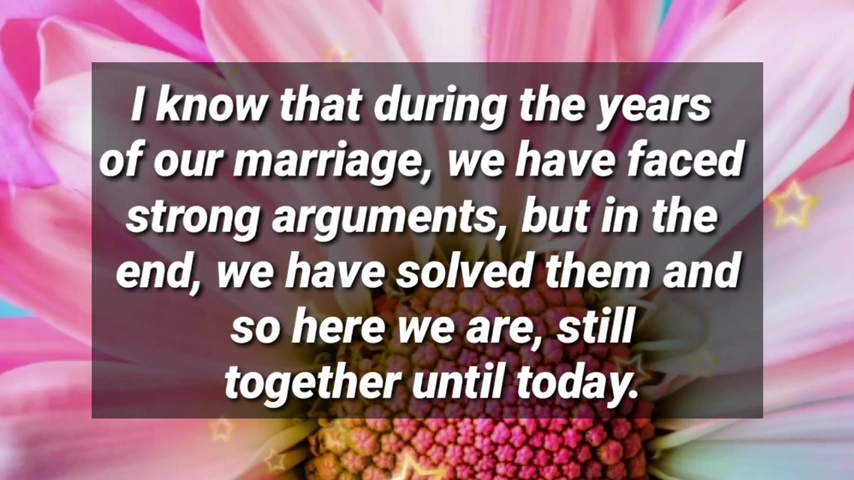 I know that during the years
of our marriage, we have faced
strong arguments, but in the
end, we have solved them and
so here we are, still
together until today.